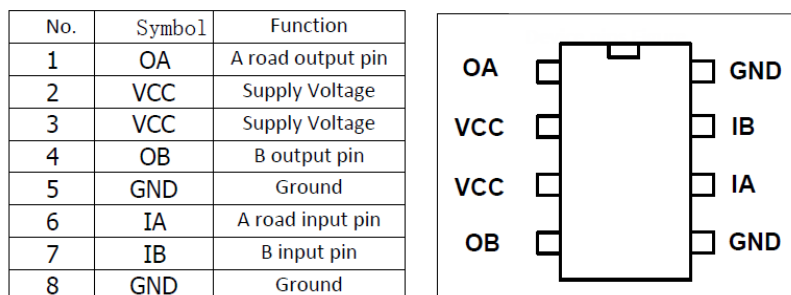 No. Symbol Function
1 OA A road output pin
2 VCC Supply Voltage
3 VCC Supply Voltage
4 OB B output pin
5 GND Ground
6 IA A road input pin
7 IB B input pin
8 GND Ground
OA GND
VCC IB
VCC IA
OB GND